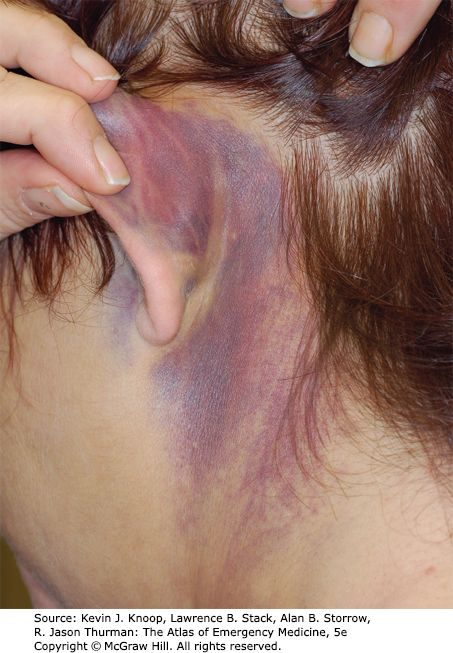 Source: Kevin J. Knoop, Lawrence B. Stack, Alan B. Storrow,
R. Jason Thurman: The Atlas of Emergency Medicine, 5e
Copyright © McGraw Hill. All rights reserved.